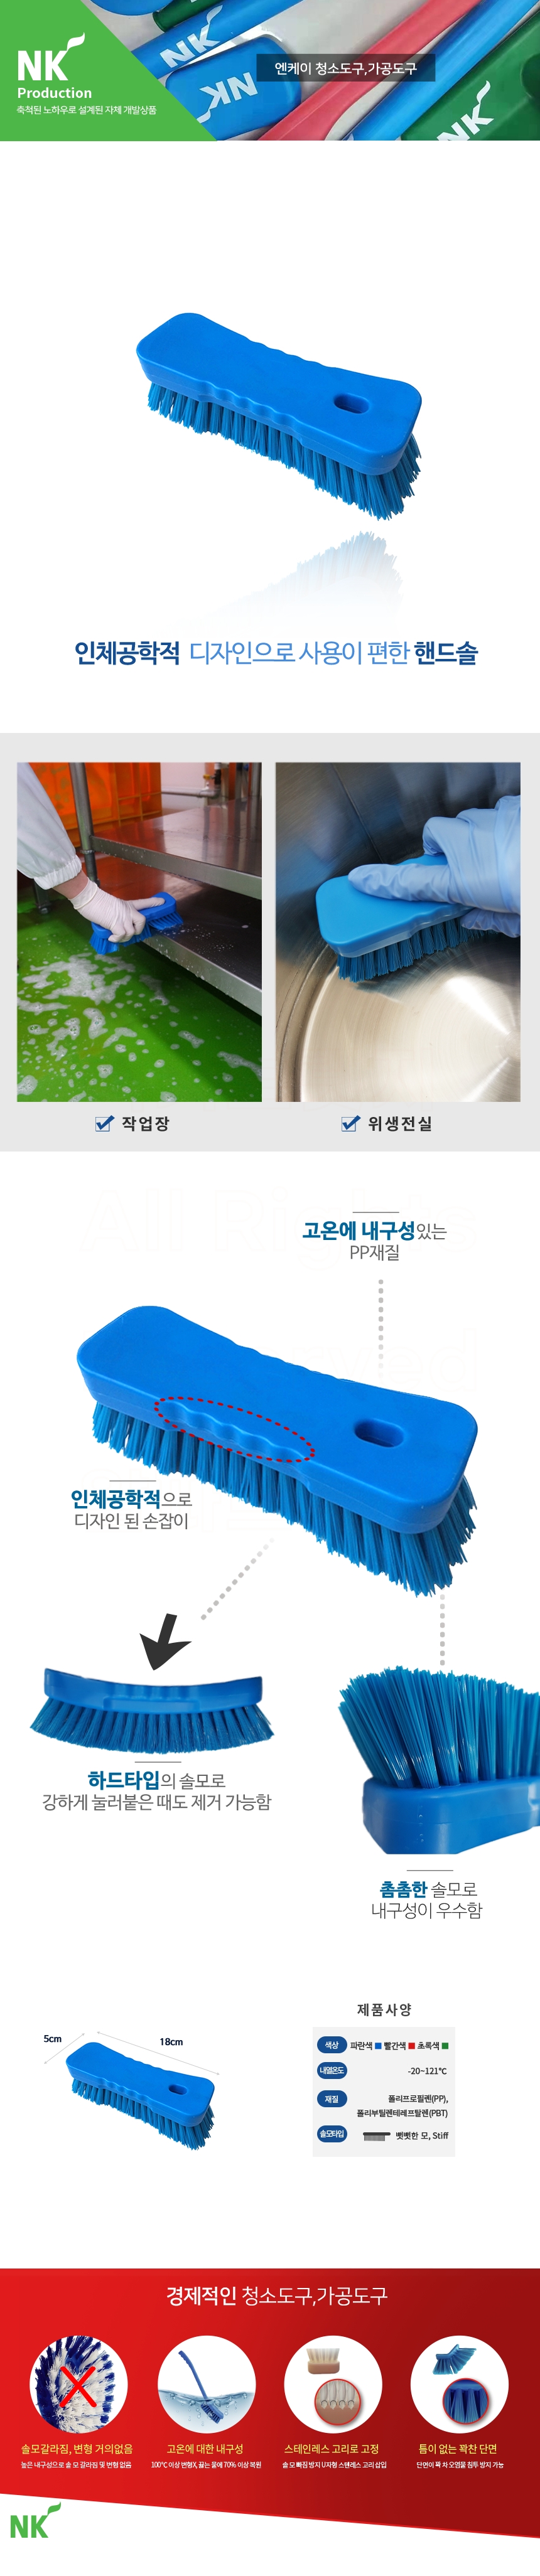 NK
Production
축척된 노하우로 설계된 자체 개발상품
NK
NK
NK
엔케이 청소도구,가공도구
인체공학적 디자인으로 사용이 편한 핸드솔
작업장
위생전실
고온에 내구성있는
PP재질
인체공학적으로
디자인 된 손잡이
하드타입의 솔모로
강하게 눌러붙은 때도 제거 가능함
촘촘한 솔모로
내구성이 우수함
5cm
18cm
제품사양
색상 파란색 빨간색 초록색
내열온도 -20~121℃
재질 폴리프로필렌(PP),
폴리부틸렌테레프탈렌(PBT)
솔모타입 뻣뻣한 모, Stiff
경제적인 청소도구,가공도구
솔모갈라짐, 변형 거의없음
높은 내구성으로 솔 모 갈라짐 및 변형 없음
고온에 대한 내구성
100℃ 이상 변형X, 끓는 물에 70% 이상 복원
스테인레스 고리로 고정
솔 모 빠짐 방지 U자형 스텐레스 고리 삽입
틈이 없는 꽉찬 단면
단면이 꽉 차 오염물 침투 방지 가능
NK